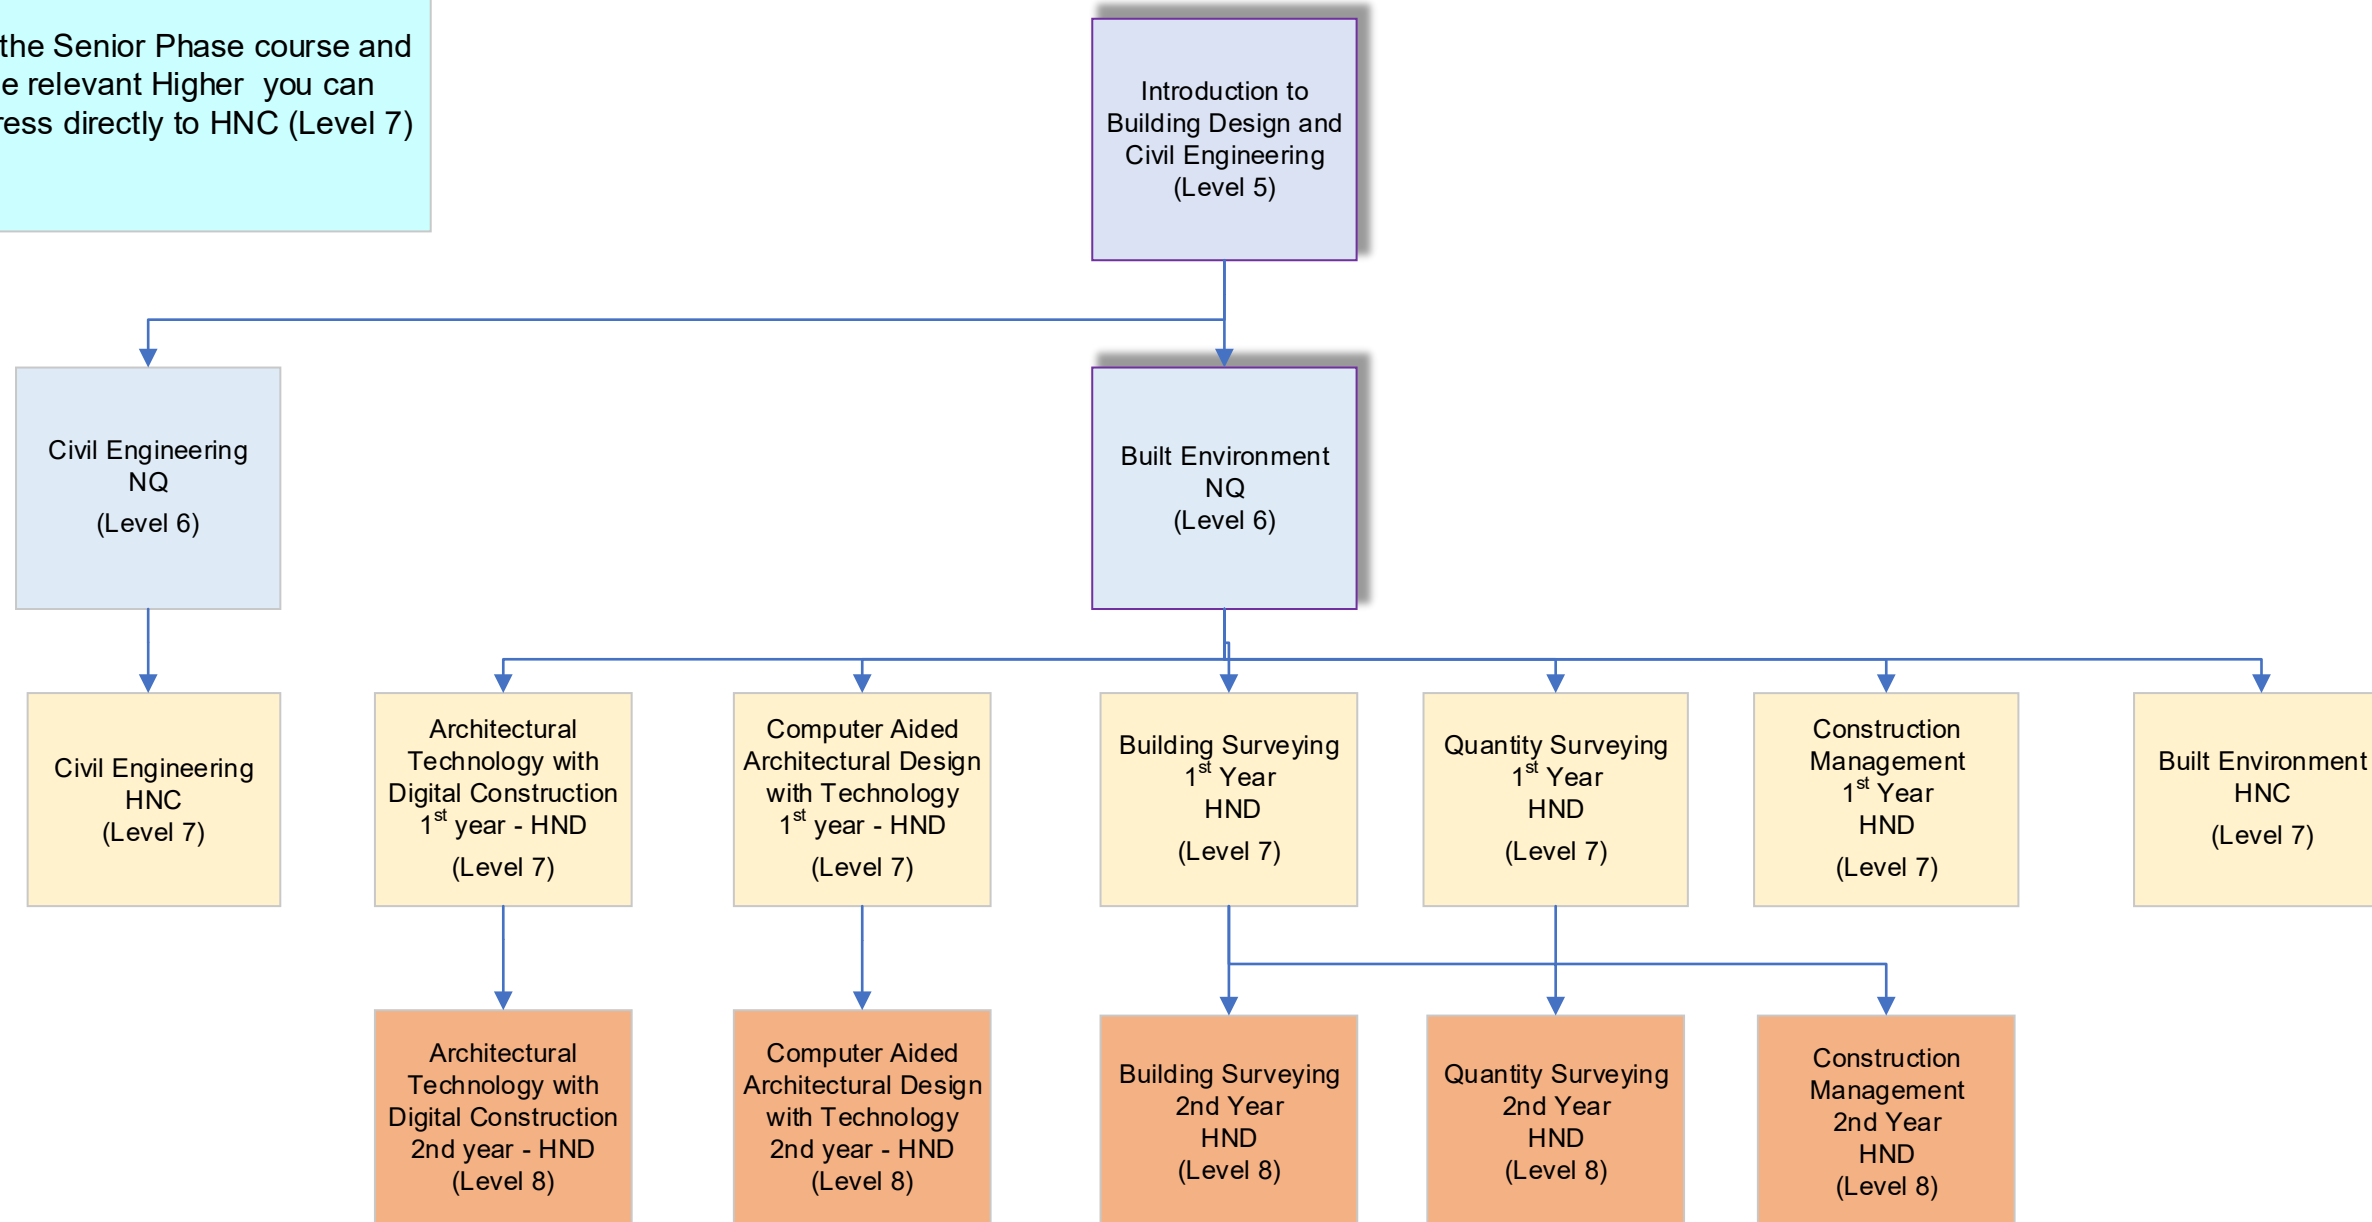 the Senior Phase course and
e relevant Higher you can
ress directly to HNC (Level 7)
Introduction to
Building Design and
Civil Engineering
(Level 5)
Civil Engineering
NQ
(Level 6)
Built Environment
NQ
(Level 6)
Civil Engineering
HNC
(Level 7)
Architectural
Technology with
Digital Construction
1st year - HND
(Level 7)
Computer Aided
Architectural Design
with Technology
1st year - HND
(Level 7)
Building Surveying
1st Year
HND
(Level 7)
Quantity Surveying
1st Year
HND
(Level 7)
Construction
Management
1st Year
HND
(Level 7)
Built Environment
HNC
(Level 7)
Architectural
Technology with
Digital Construction
2nd year - HND
(Level 8)
Computer Aided
Architectural Design
with Technology
2nd year - HND
(Level 8)
Building Surveying
2nd Year
HND
(Level 8)
Quantity Surveying
2nd Year
HND
(Level 8)
Construction
Management
2nd Year
HND
(Level 8)